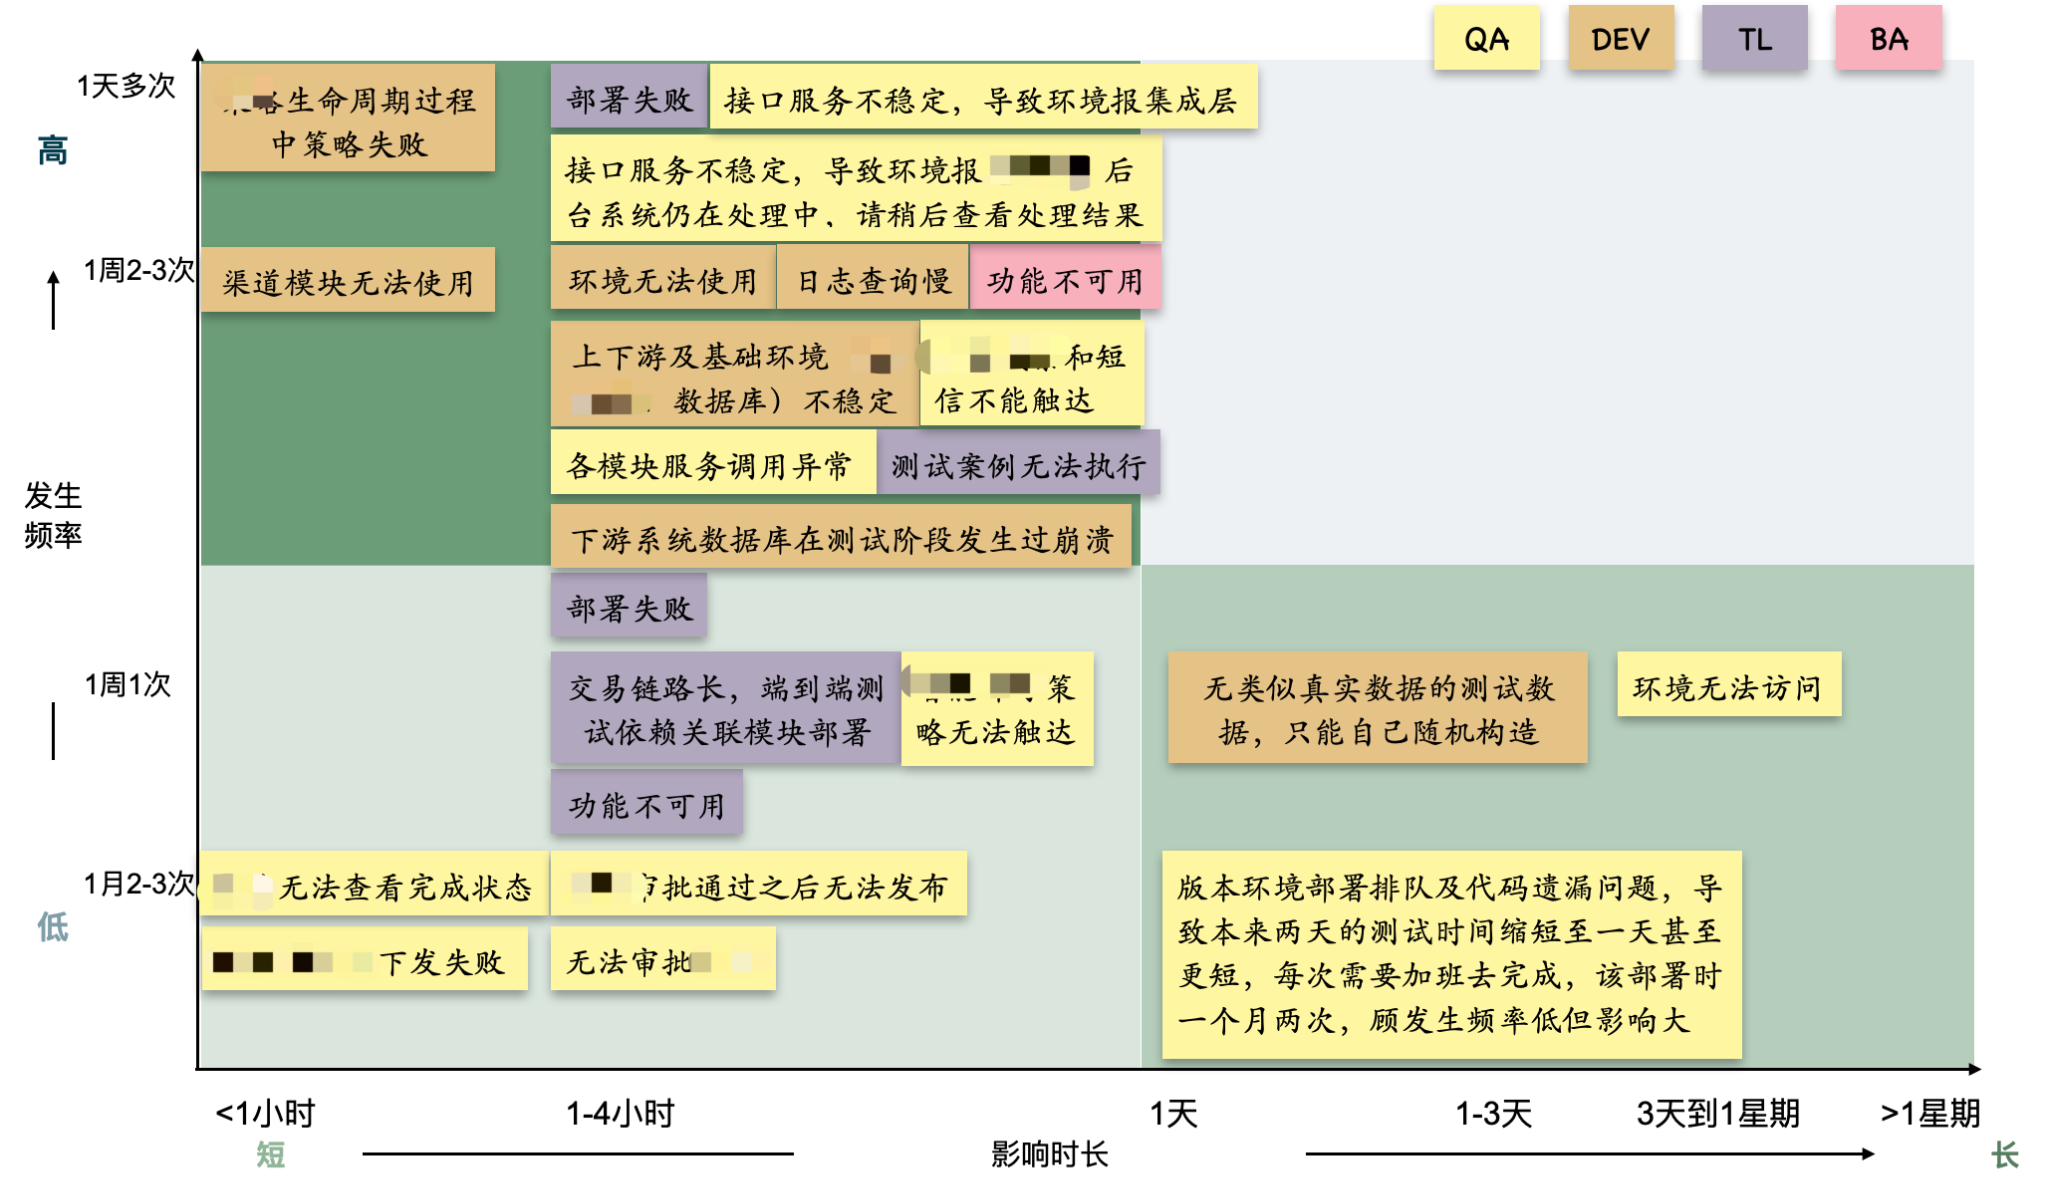 QA
DEV
TL
BA
1天多次
高
1周2-3次
发生
频率
1周1次
1月2-3次
低
生命周期过程
中策略失败
部署失败
接口服务不稳定，导致环境报集成层
接口服务不稳定，导致环境报
后
台系统仍在处理中，请稍后查看处理结果
渠道模块无法使用
环境无法使用
日志查询慢
功能不可用
上下游及基础环境
数据库）不稳定
和短
信不能触达
各模块服务调用异常
测试案例无法执行
下游系统数据库在测试阶段发生过崩溃
部署失败
交易链路长，端到端测
试依赖关联模块部署
策
略无法触达
无类似真实数据的测试数
据，只能自己随机构造
环境无法访问
功能不可用
无法查看完成状态
审批通过之后无法发布
下发失败
无法审批
版本环境部署排队及代码遗漏问题，导
致本来两天的测试时间缩短至一天甚至
更短，每次需要加班去完成，该部署时
一个月两次，顾发生频率低但影响大
<1小时
1-4小时
1天
1-3天
3天到1星期
>1星期
短
影响时长
长